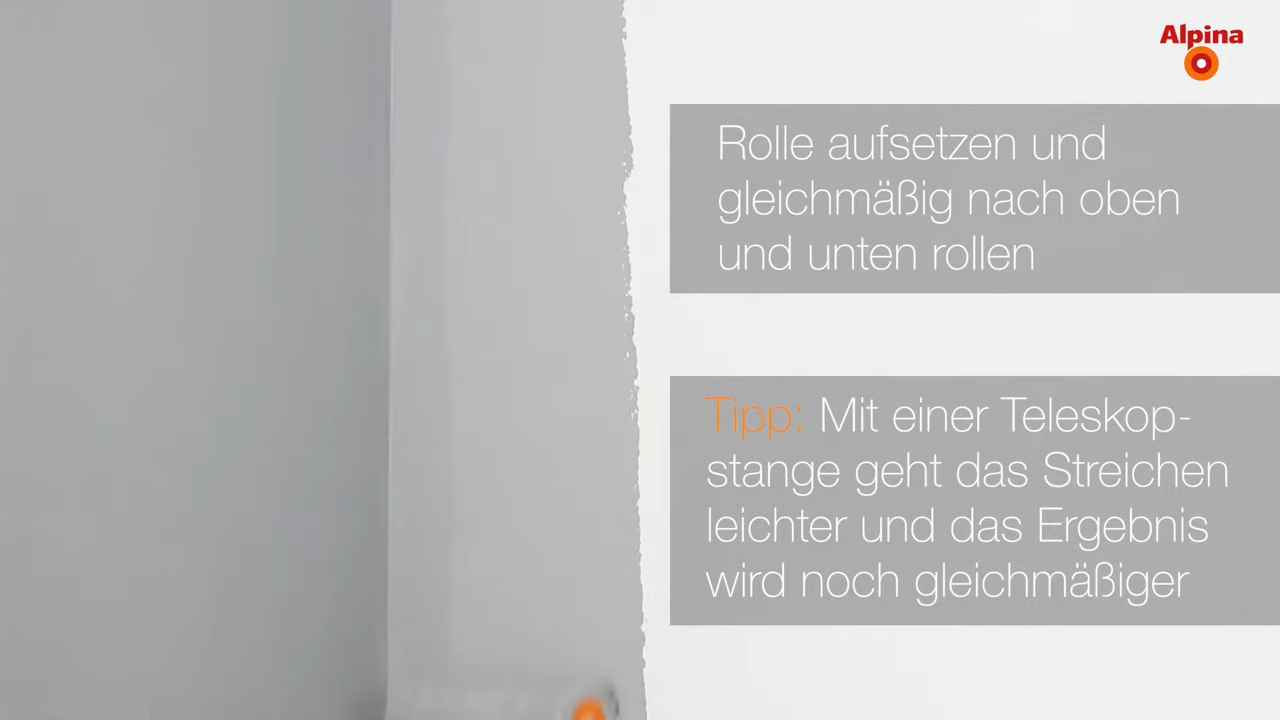 Alpina
Rolle aufsetzen und
gleichmäßig nach oben
und unten rollen
Tipp: Mit einer Teleskop-
stange geht das Streichen
leichter und das Ergebnis
wird noch gleichmäßiger